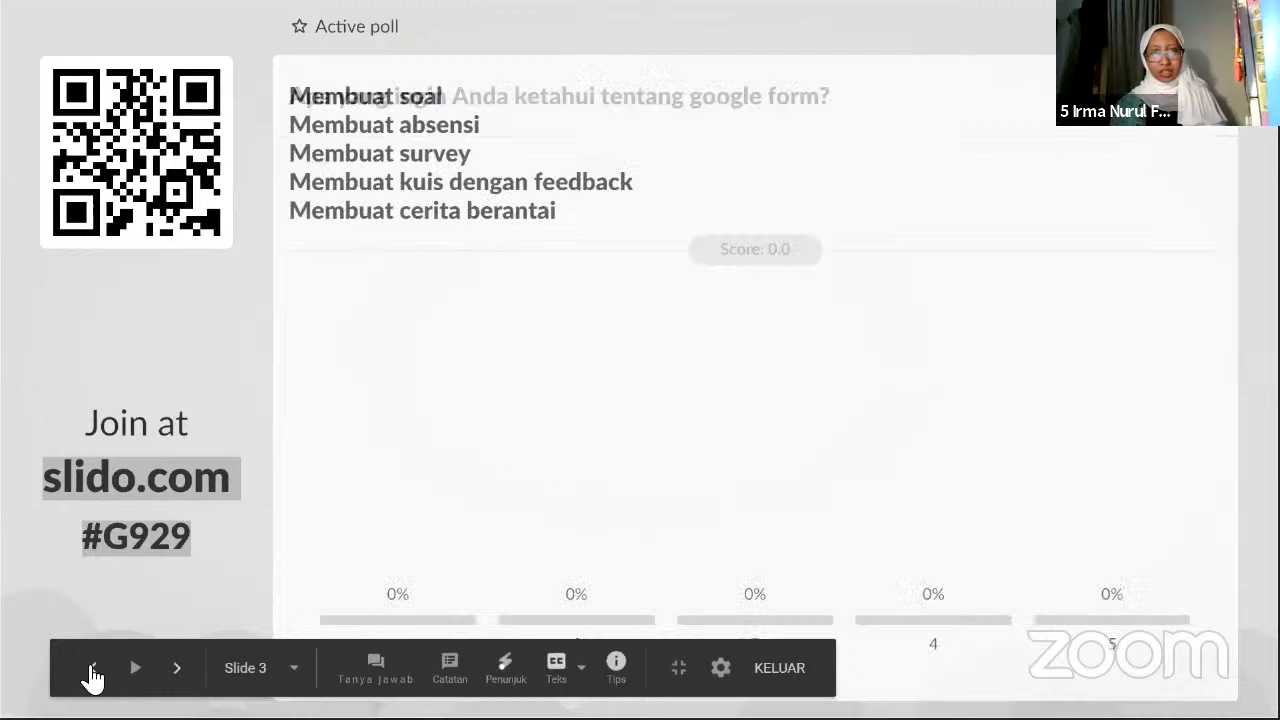 Active poll
Membuat soal
Anda ketahui tentang google form?
Membuat absensi
Membuat survey
Membuat kuis dengan feedback
Membuat cerita berantai
Score: 0.0
5 Irma Nurul F...
Join at
slido.com
#G929
0%
0%
0%
0%
0%
4
5
Slide 3
Tanya jawab
Catatan
Penunjuk
CC
Teks
Tips
KELUAR
zoom